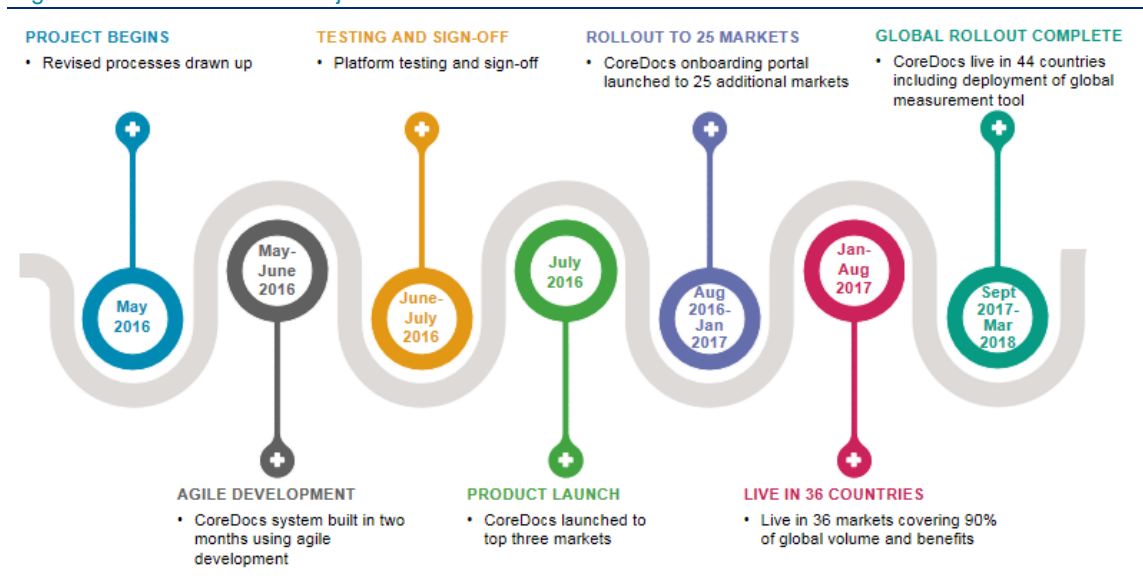 PROJECT BEGINS
• Revised processes drawn up
TESTING AND SIGN-OFF
• Platform testing and sign-off
ROLLOUT TO 25 MARKETS
• CoreDocs onboarding portal
launched to 25 additional markets
GLOBAL ROLLOUT COMPLETE
• CoreDocs live in 44 countries
including deployment of global
measurement tool
May
2016
May-
June
2016
June-
July
2016
July
2016
Aug
2016-
Jan
2017
Jan-
Aug
2017
Sept
2017-
Mar
2018
AGILE DEVELOPMENT
• CoreDocs system built in two
months using agile
development
PRODUCT LAUNCH
• CoreDocs launched to
top three markets
LIVE IN 36 COUNTRIES
• Live in 36 markets covering 90%
of global volume and benefits